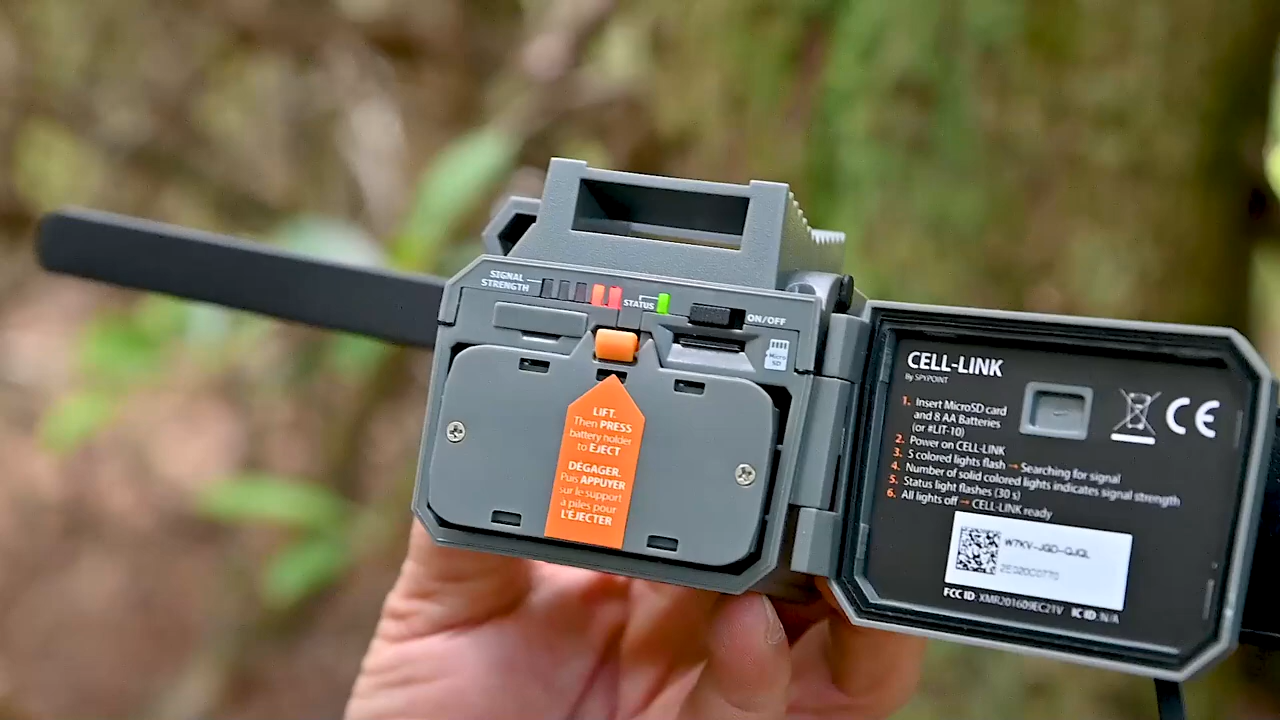 SIGNAL
STRENGTH
STATUS
ON/OFF
Micro
SD
LIFT.
Then PRESS
battery holder
to EJECT
DÉGAGER.
Puis APPUYER
sur le support
à piles pour
L'ÉJECTER
CELL-LINK
By SPYPOINT
1. Insert MicroSD card
and 8 AA Batteries
(or #LIT-10)
2. Power on CELL-LINK
3. 5 colored lights flash → Searching for signal
4. Number of solid colored lights indicates signal strength
5. Status light flashes (30 s)
6. All lights off → CELL-LINK ready
CE
W7KV-JGD-QJQL
FCC ID: XMR201609EC21V IC ID: N/A